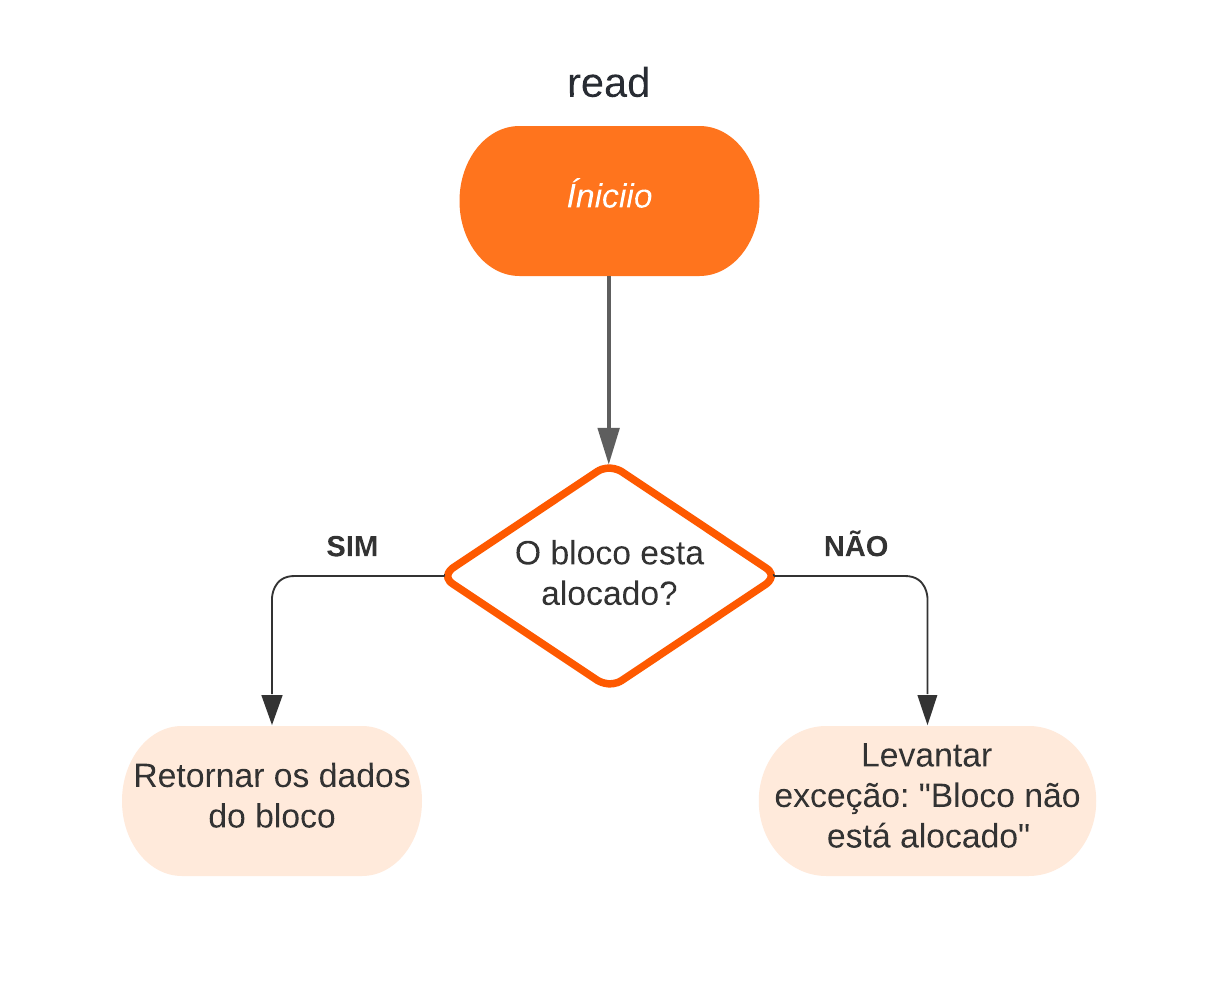 read
Íniciio
O bloco esta
alocado?
SIM
NÃO
Retornar os dados
do bloco
Levantar
exceção: "Bloco não
está alocado"